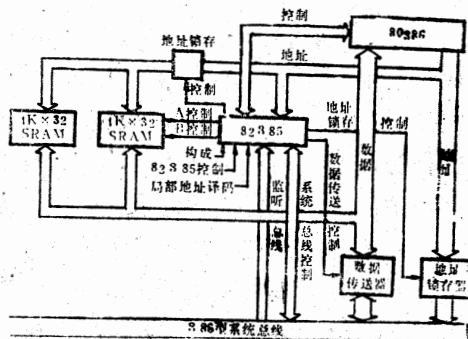 控制
80386
地址锁存
地址
控制
4K×32
SRAM
4K×32
SRAM
A控制
B控制
82385
地址
锁存
控制
数据
构成
82385控制
局部地址译码
监听
总线
系统
总线控制
数据传送
控制
数据
传送器
地址
锁存器
386型系统总线